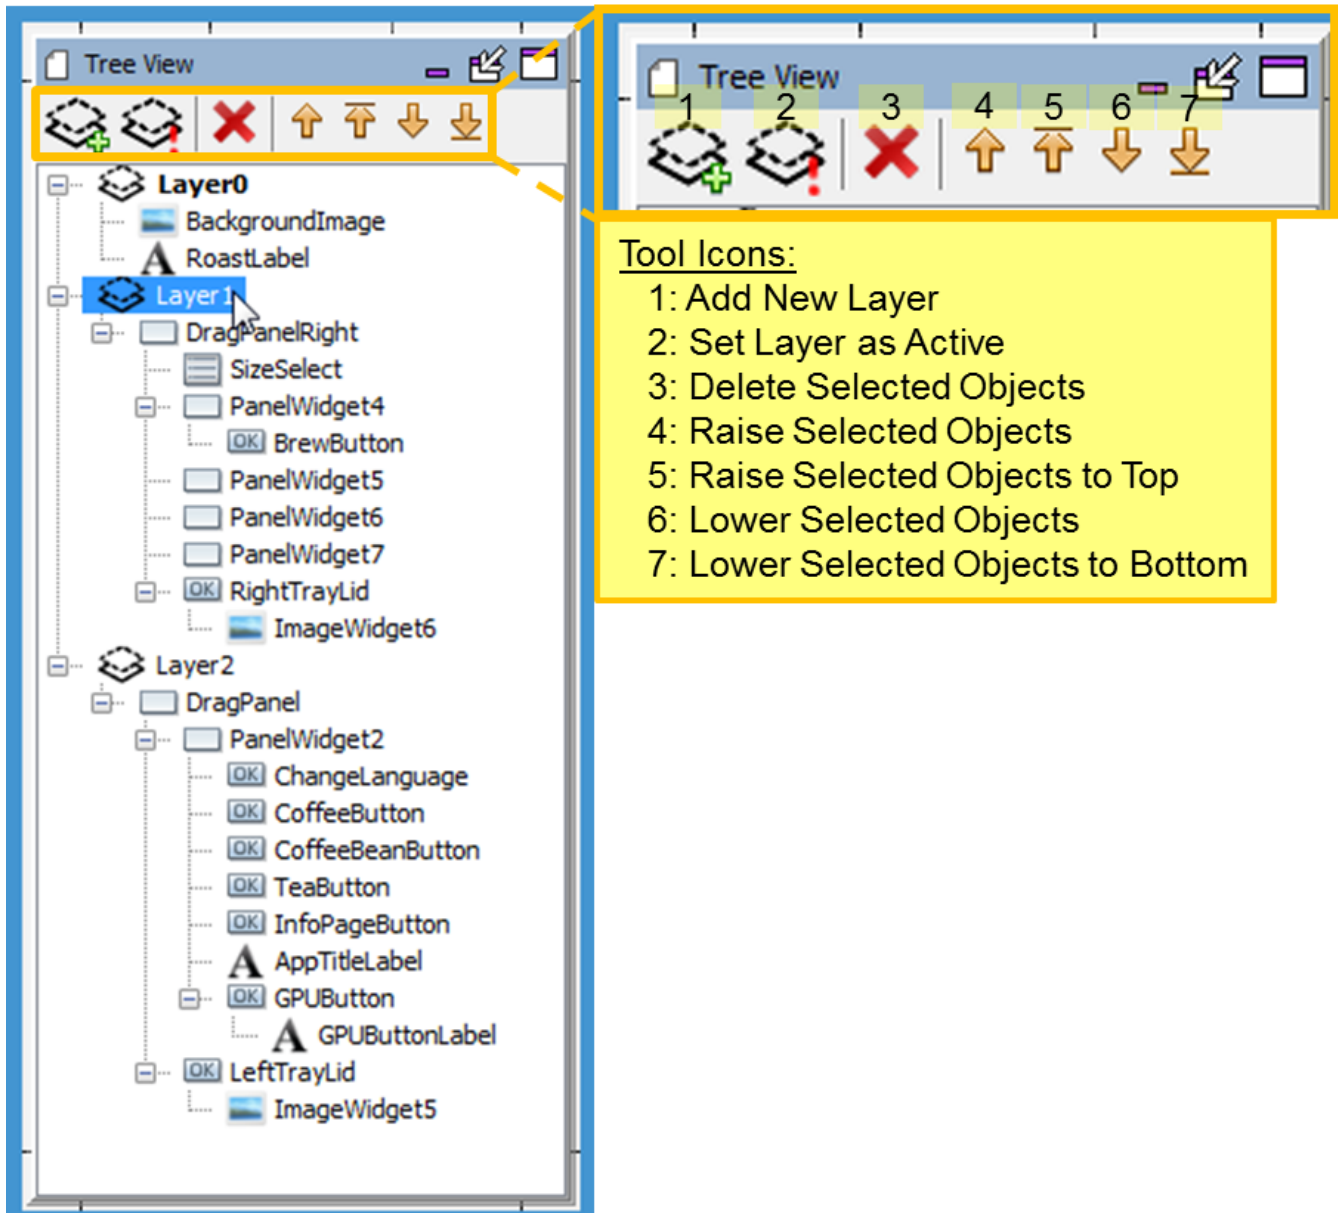 Tree View
Layer0
BackgroundImage
A RoastLabel
Layer1
DragPanelRight
SizeSelect
PanelWidget4
OK BrewButton
PanelWidget5
PanelWidget6
PanelWidget7
OK RightTrayLid
ImageWidget6
Layer2
DragPanel
PanelWidget2
OK ChangeLanguage
OK CoffeeButton
OK CoffeeBeanButton
OK TeaButton
OK InfoPageButton
A AppTitleLabel
OK GPUButton
A GPUButtonLabel
OK LeftTrayLid
ImageWidget5
Tree View
1 2 3 4 5 6 7
Tool Icons:
1: Add New Layer
2: Set Layer as Active
3: Delete Selected Objects
4: Raise Selected Objects
5: Raise Selected Objects to Top
6: Lower Selected Objects
7: Lower Selected Objects to Bottom